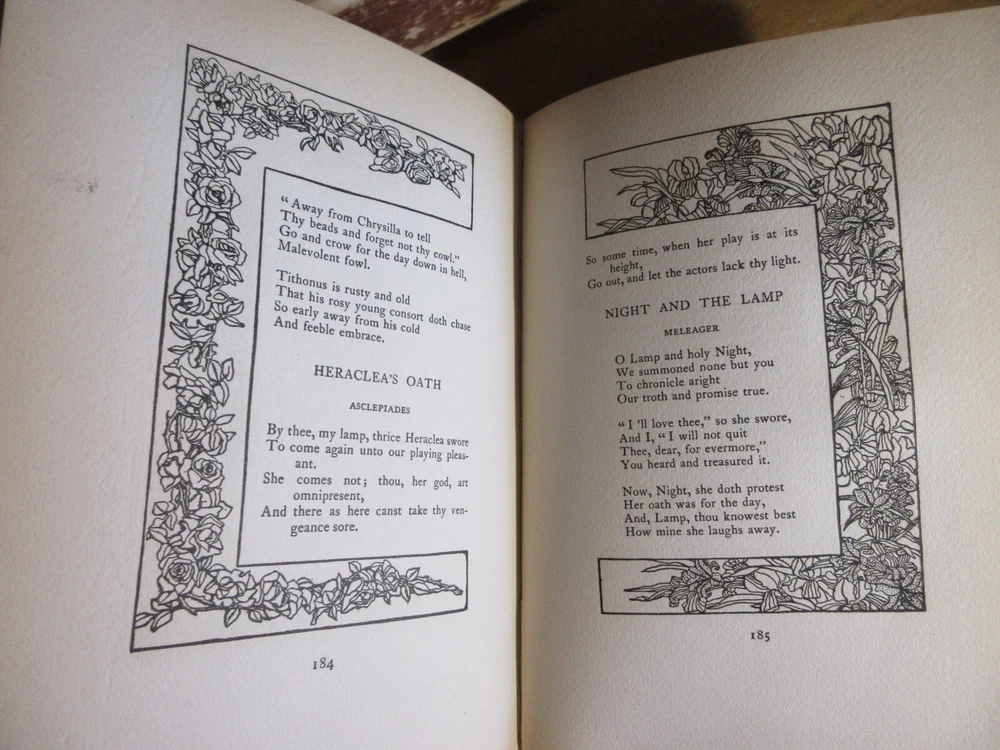 “Away from Chrysilla to tell
Thy beads and forget not thy cowl.”
Go and crow for the day down in hell,
Malevolent fowl.
Tithonus is rusty and old
That his rosy young consort doth chase
So early away from his cold
And feeble embrace.
HERACLEA'S OATH
ASCLEPIADES
By thee, my lamp, thrice Heraclea swore
To come again unto our playing pleas-
ant.
She comes not; thou, her god, art
omnipresent,
And there as here canst take thy ven-
geance sore.
184
So some time, when her play is at its
height,
Go out, and let the actors lack thy light.
NIGHT AND THE LAMP
MELEAGER
O Lamp and holy Night,
We summoned none but you
To chronicle aright
Our troth and promise true.
“I 'll love thee,” so she swore,
And I, “I will not quit
Thee, dear, for evermore,”
You heard and treasured it.
Now, Night, she doth protest
Her oath was for the day,
And, Lamp, thou knowest best
How mine she laughs away.
185